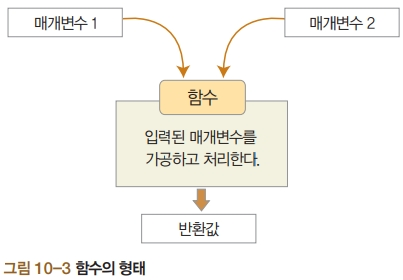 매개변수 1
매개변수 2
함수
입력된 매개변수를
가공하고 처리한다.
반환값
그림 10-3 함수의 형태